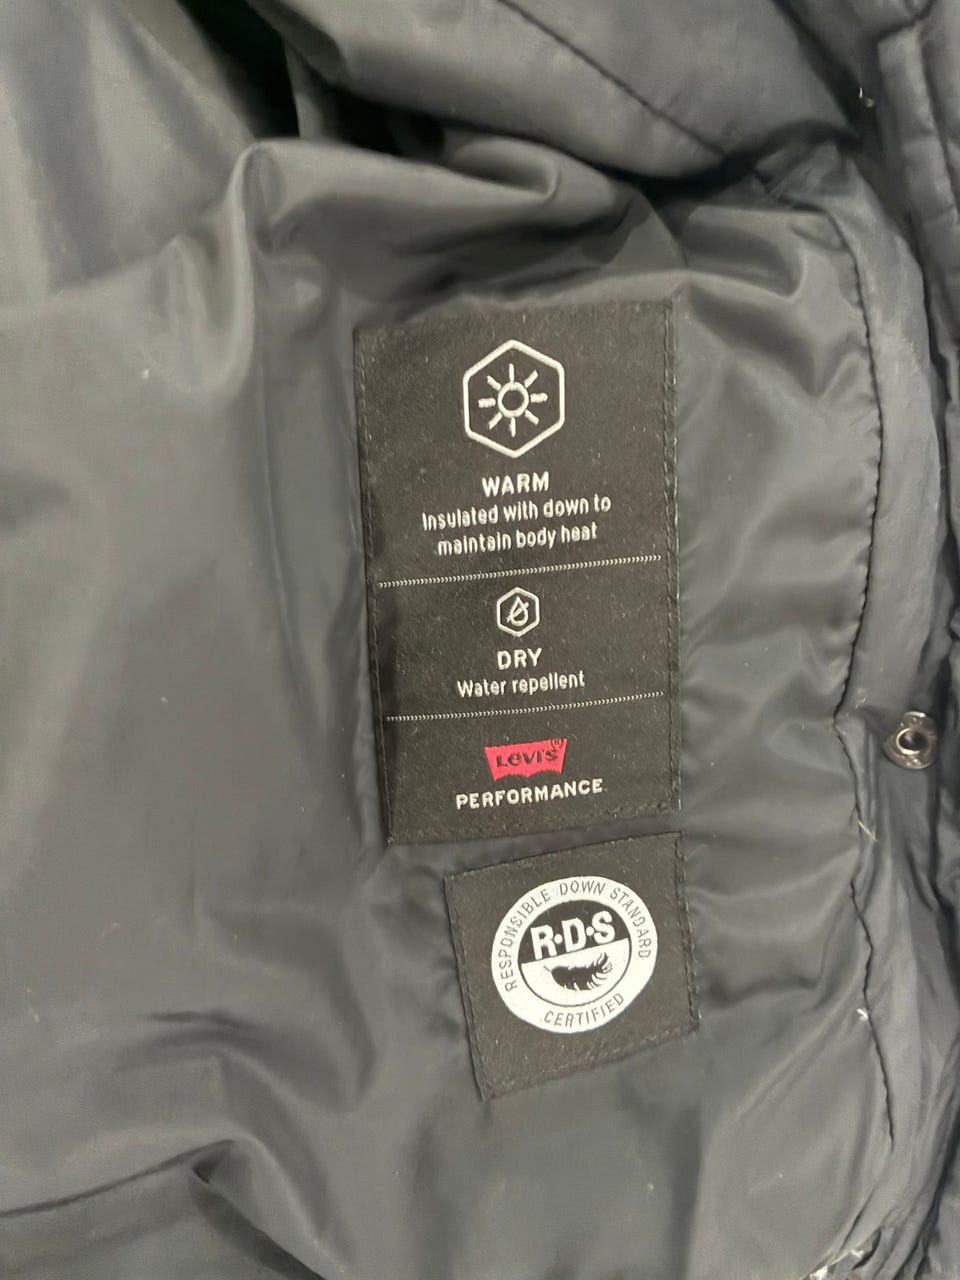 WARM
Insulated with down to
maintain body heat
DRY
Water repellent
Levi's®
PERFORMANCE
RESPONSIBLE DOWN STANDARD
R·D·S
CERTIFIED